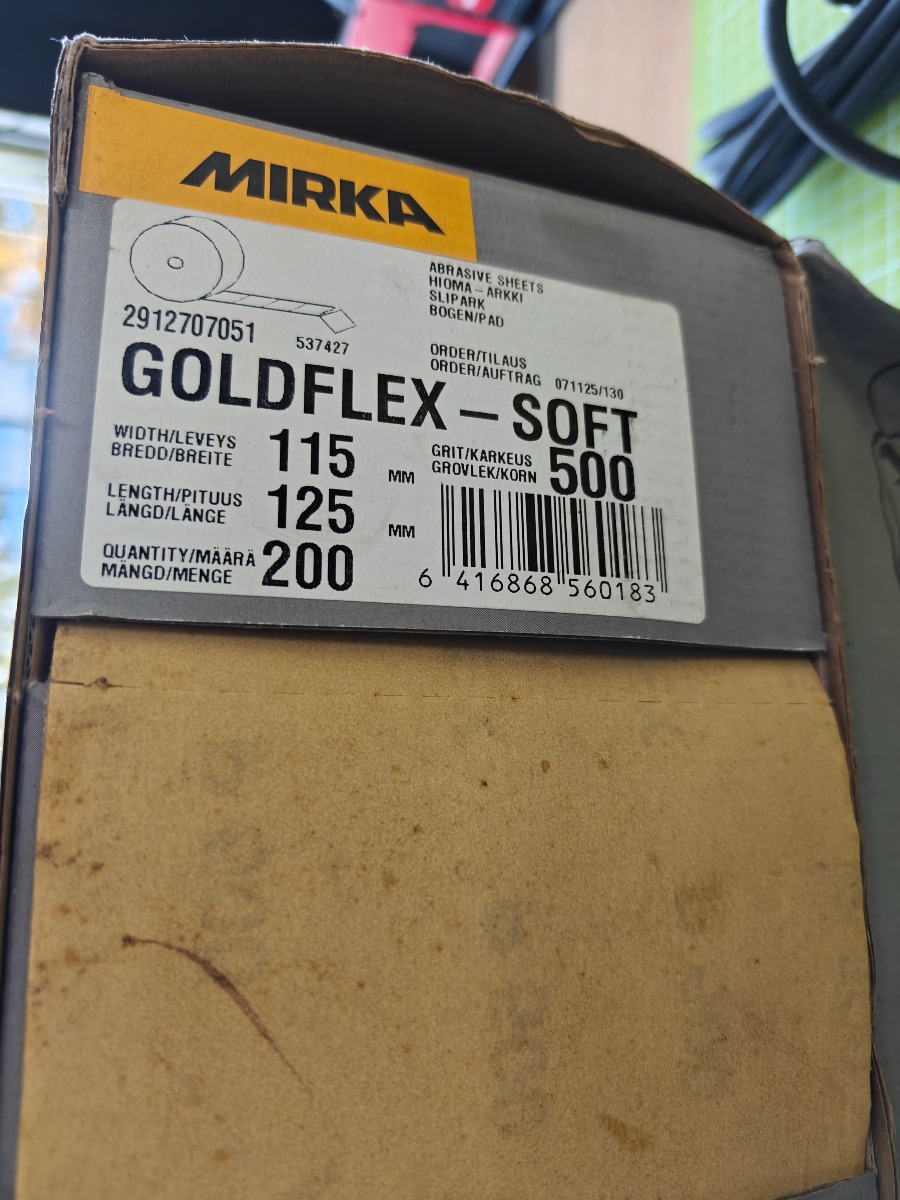 MIRKA
ABRASIVE SHEETS
HIOMA – ARKKI
SLIPARK
BOGEN/PAD
2912707051
537427
ORDER/TILAUS
ORDER/AUFTRAG 071125/130
GOLDFLEX – SOFT
WIDTH/LEVEYS
BREDD/BREITE 115 MM
GRIT/KARKEUS
GROVLEK/KORN 500
LENGTH/PITUUS
LÄNGD/LÄNGE 125 MM
QUANTITY/MÄÄRÄ
MÄNGD/MENGE 200
6 416868 560183